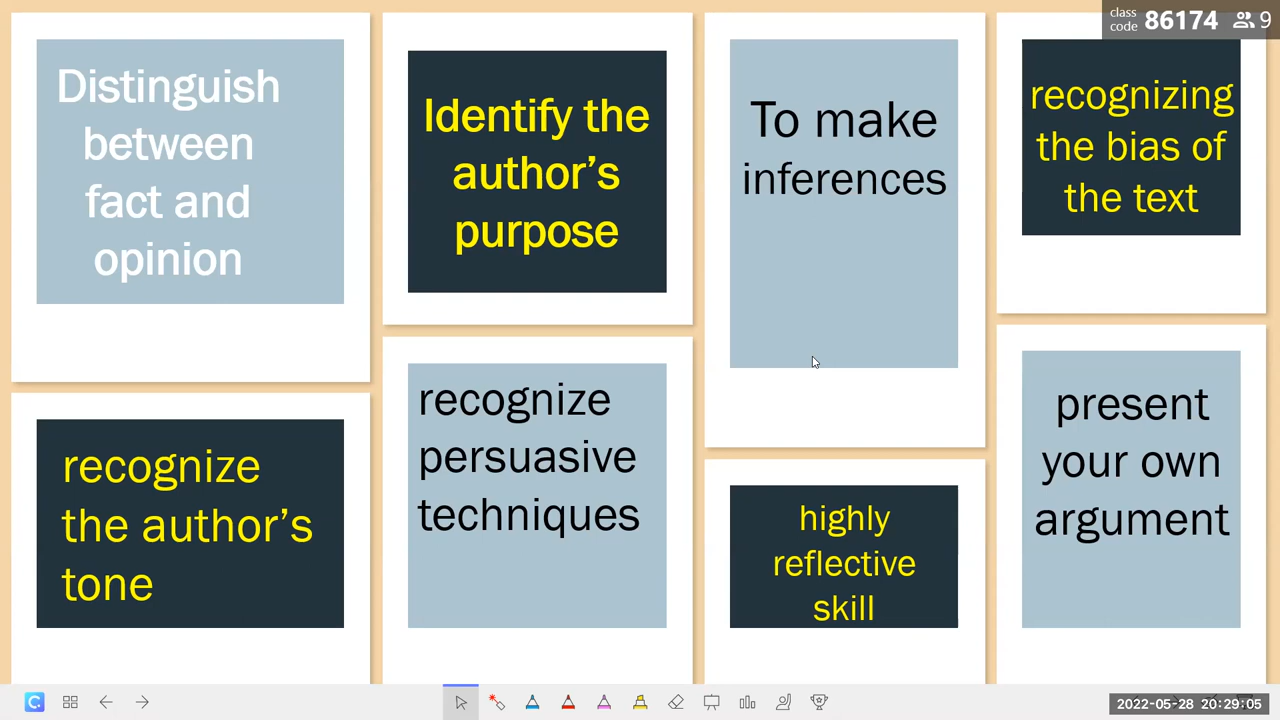 class
code
86174
9
Distinguish
between
fact and
opinion
Identify the
author’s
purpose
To make
inferences
recognizing
the bias of
the text
recognize
the author’s
tone
recognize
persuasive
techniques
highly
reflective
skill
present
your own
argument
2022-05-28 20:29:05